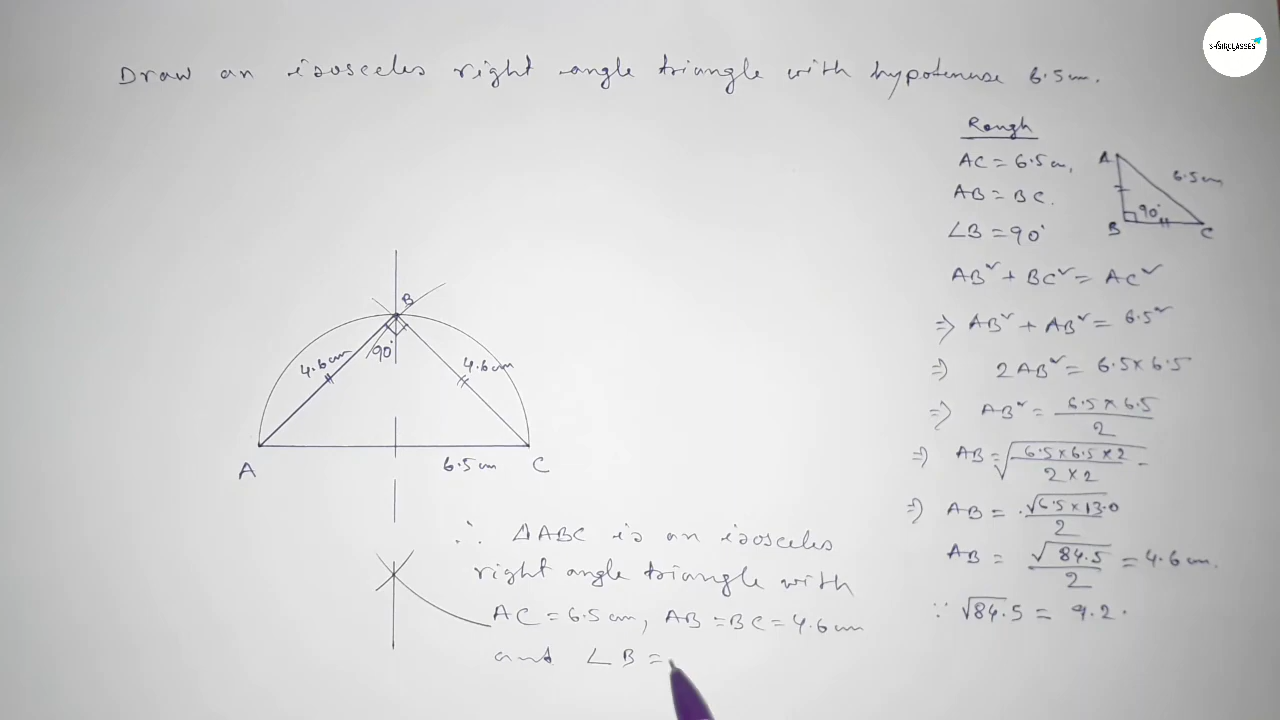 SHSIRCLASSES
Draw an isosceles right angle triangle with hypotenuse 6.5cm.
Rough
AC = 6.5cm,
AB = BC.
∠B = 90°
AB² + BC² = AC²
⇒ AB² + AB² = 6.5²
⇒ 2AB² = 6.5×6.5
⇒ AB² = 6.5×6.5/2
⇒ AB = √(6.5×6.5×2/2×2)
⇒ AB = √6.5×13.0/2
AB = √84.5/2 = 4.6cm.
∵ √84.5 = 9.2.
A
6.5cm
90°
B
C
B
4.6cm
90°
4.6cm
A
6.5cm
C
∴ ΔABC is an isosceles
right angle triangle with
AC = 6.5cm, AB = BC = 4.6cm
and ∠B =